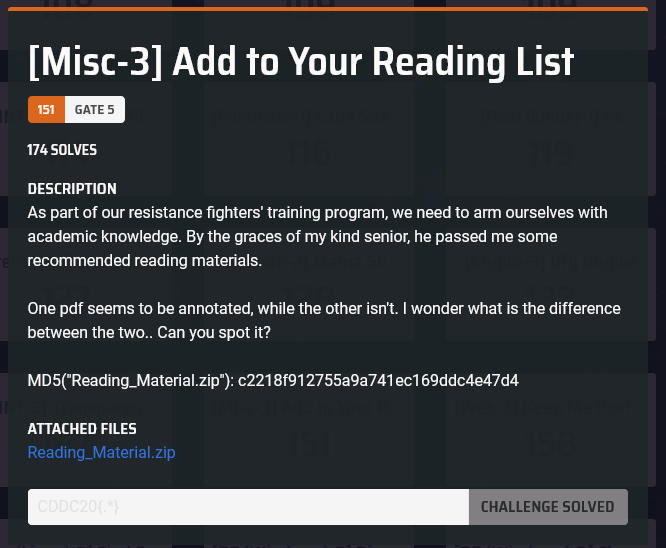 [Misc-3] Add to Your Reading List
151 GATE 5
174 SOLVES
DESCRIPTION
As part of our resistance fighters' training program, we need to arm ourselves with
academic knowledge. By the graces of my kind senior, he passed me some
recommended reading materials.
One pdf seems to be annotated, while the other isn't. I wonder what is the difference
between the two.. Can you spot it?
MD5("Reading_Material.zip"): c2218f912755a9a741ec169ddc4e47d4
ATTACHED FILES
Reading_Material.zip
CDDC20{.*} CHALLENGE SOLVED